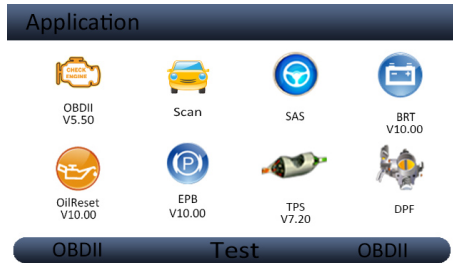 Application
CHECK
ENGINE
OBDII
V5.50
Scan
SAS
BRT
V10.00
OilReset
V10.00
P
EPB
V10.00
TPS
V7.20
DPF
OBDII Test OBDII